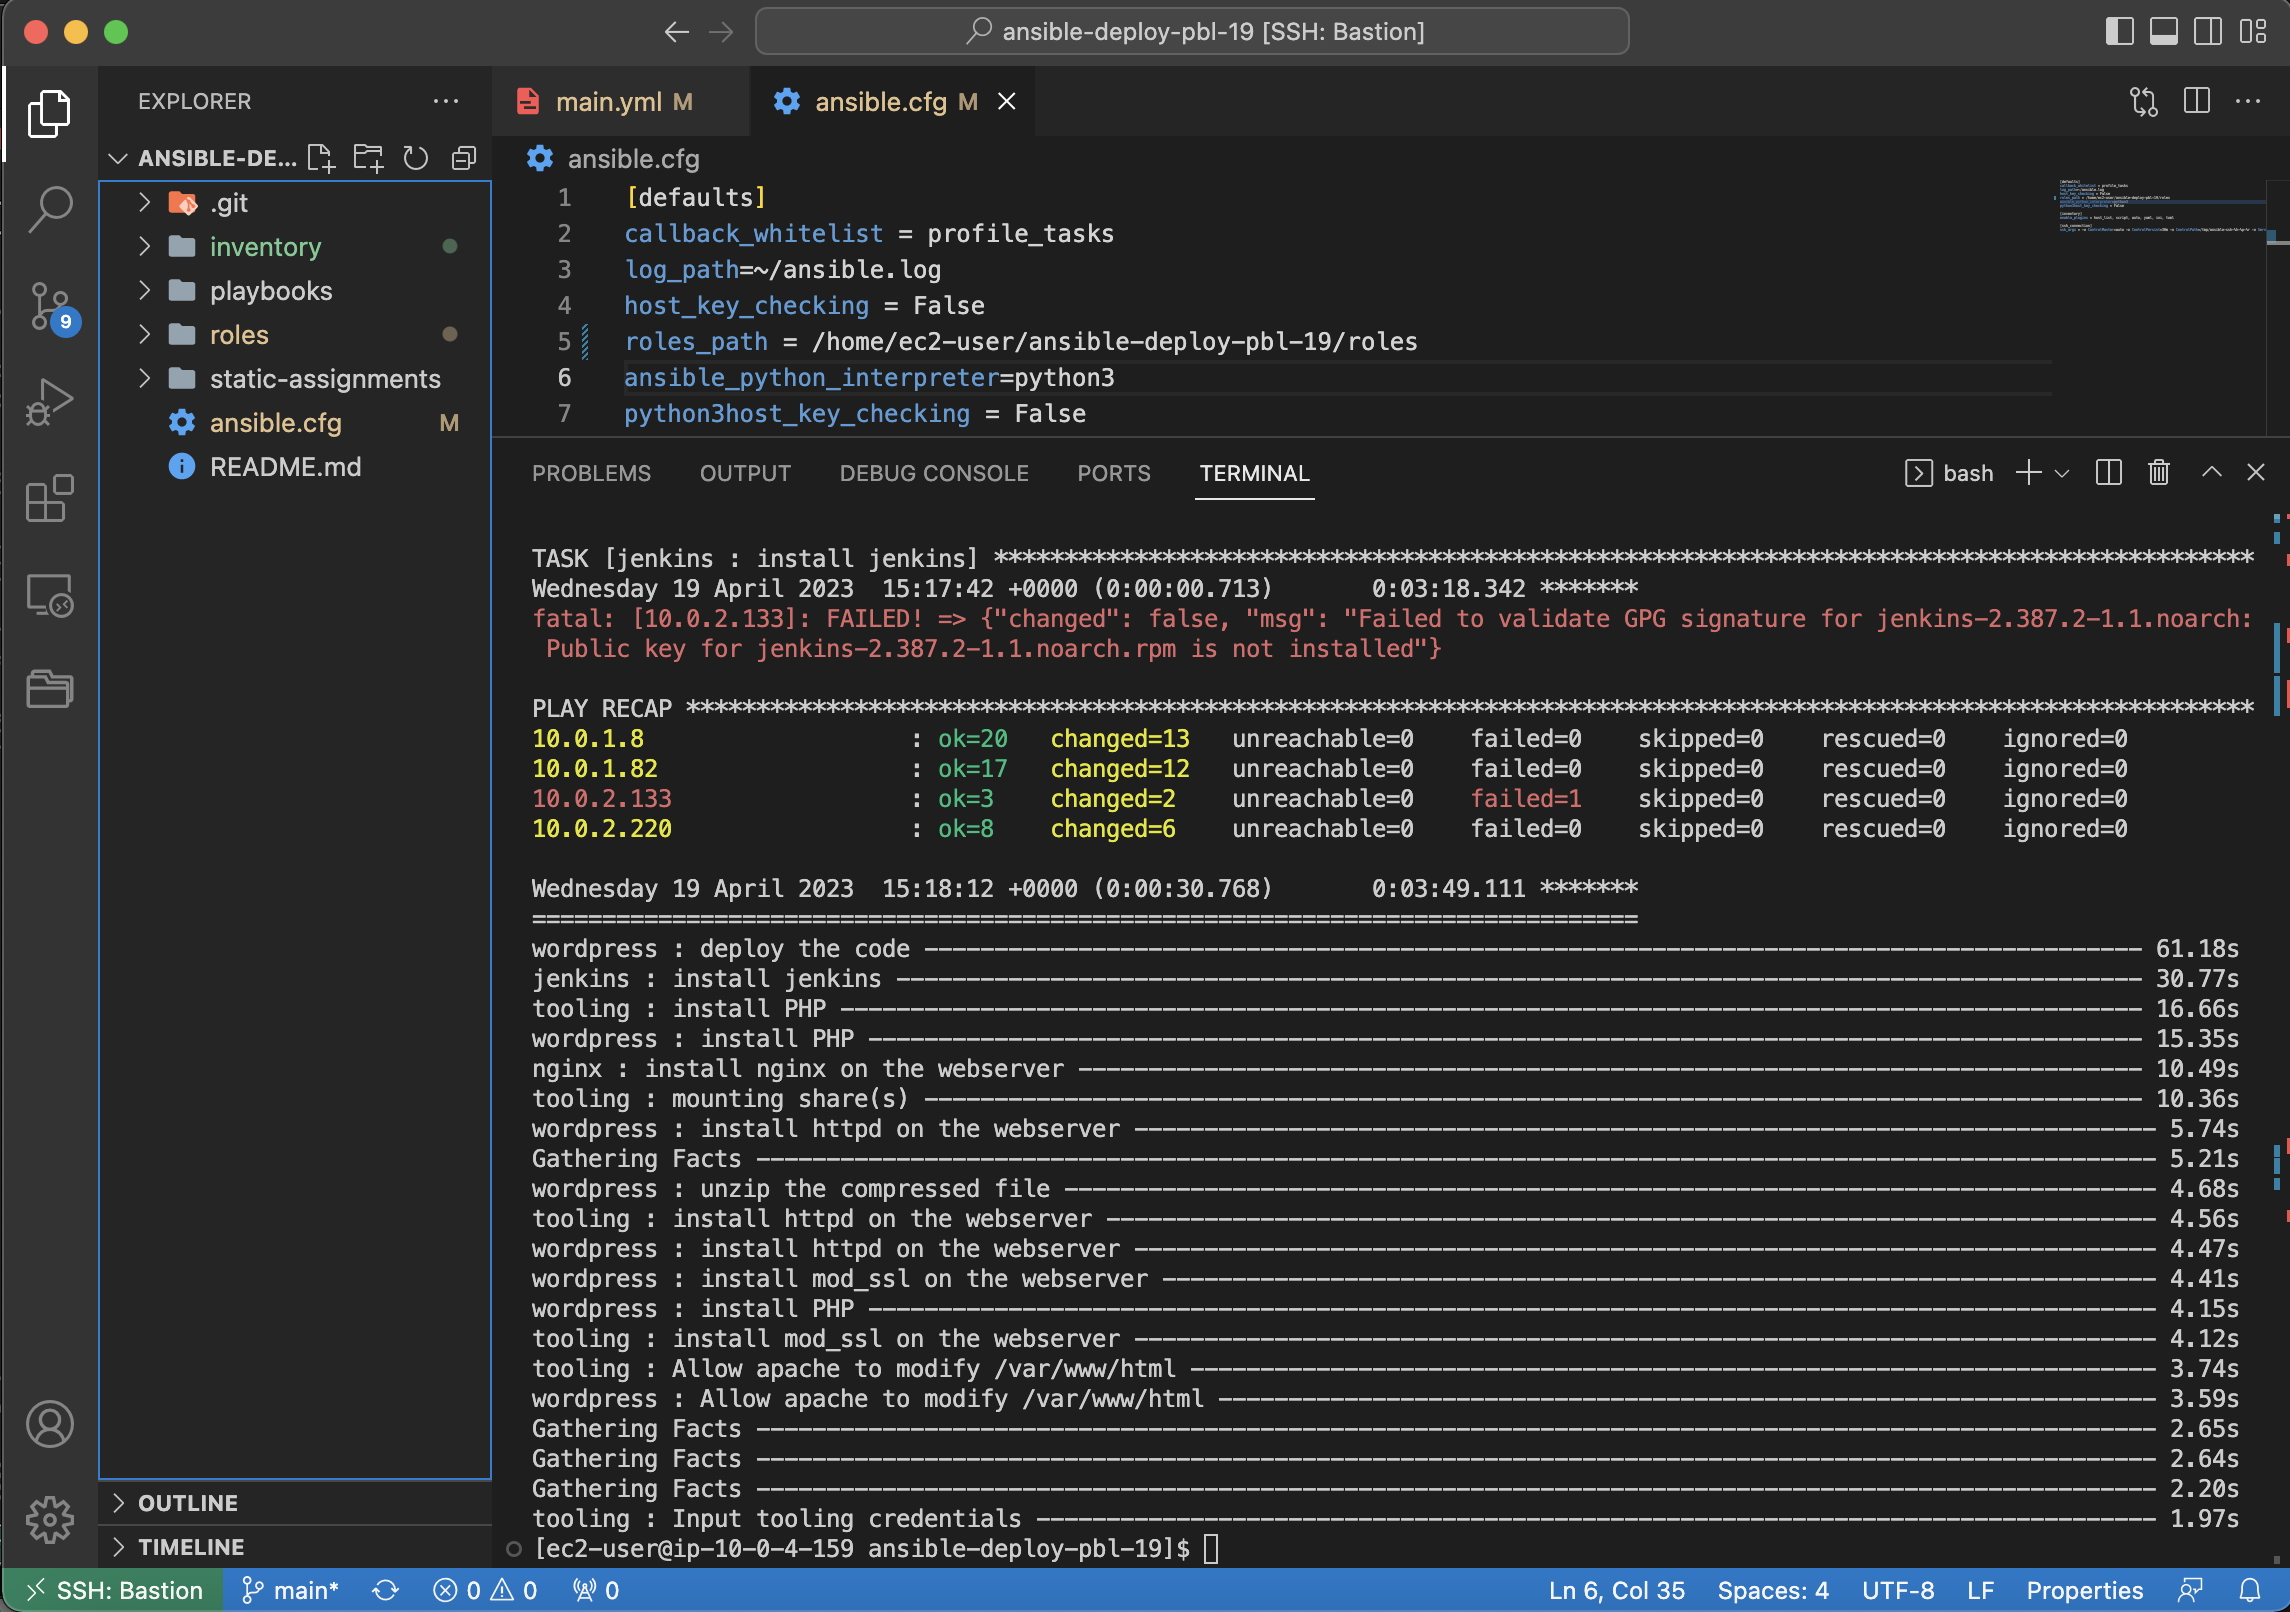 ansible-deploy-pbl-19 [SSH: Bastion]
EXPLORER
main.yml M
ansible.cfg M
ANSIBLE-DE...
.git
inventory
playbooks
roles
static-assignments
ansible.cfg M
README.md
OUTLINE
TIMELINE
9
ansible.cfg
1 [defaults]
2 callback_whitelist = profile_tasks
3 log_path=~/ansible.log
4 host_key_checking = False
5 roles_path = /home/ec2-user/ansible-deploy-pbl-19/roles
6 ansible_python_interpreter=python3
7 python3host_key_checking = False
PROBLEMS OUTPUT DEBUG CONSOLE PORTS TERMINAL
bash
TASK [jenkins : install jenkins] ******************************************************************************************
Wednesday 19 April 2023  15:17:42 +0000 (0:00:00.713)       0:03:18.342 *******
fatal: [10.0.2.133]: FAILED! => {"changed": false, "msg": "Failed to validate GPG signature for jenkins-2.387.2-1.1.noarch:
Public key for jenkins-2.387.2-1.1.noarch.rpm is not installed"}
PLAY RECAP ****************************************************************************************************************
10.0.1.8                   : ok=20   changed=13   unreachable=0    failed=0    skipped=0    rescued=0    ignored=0
10.0.1.82                  : ok=17   changed=12   unreachable=0    failed=0    skipped=0    rescued=0    ignored=0
10.0.2.133                 : ok=3    changed=2    unreachable=0    failed=1    skipped=0    rescued=0    ignored=0
10.0.2.220                 : ok=8    changed=6    unreachable=0    failed=0    skipped=0    rescued=0    ignored=0
Wednesday 19 April 2023  15:18:12 +0000 (0:00:30.768)       0:03:49.111 *******
===============================================================================
wordpress : deploy the code --------------------------------------------------------------------------------------- 61.18s
jenkins : install jenkins ----------------------------------------------------------------------------------------- 30.77s
tooling : install PHP --------------------------------------------------------------------------------------------- 16.66s
wordpress : install PHP ------------------------------------------------------------------------------------------- 15.35s
nginx : install nginx on the webserver ---------------------------------------------------------------------------- 10.49s
tooling : mounting share(s) --------------------------------------------------------------------------------------- 10.36s
wordpress : install httpd on the webserver ------------------------------------------------------------------------- 5.74s
Gathering Facts ---------------------------------------------------------------------------------------------------- 5.21s
wordpress : unzip the compressed file ------------------------------------------------------------------------------ 4.68s
tooling : install httpd on the webserver --------------------------------------------------------------------------- 4.56s
wordpress : install httpd on the webserver ------------------------------------------------------------------------- 4.47s
wordpress : install mod_ssl on the webserver ----------------------------------------------------------------------- 4.41s
wordpress : install PHP -------------------------------------------------------------------------------------------- 4.15s
tooling : install mod_ssl on the webserver ------------------------------------------------------------------------- 4.12s
tooling : Allow apache to modify /var/www/html --------------------------------------------------------------------- 3.74s
wordpress : Allow apache to modify /var/www/html ------------------------------------------------------------------- 3.59s
Gathering Facts ---------------------------------------------------------------------------------------------------- 2.65s
Gathering Facts ---------------------------------------------------------------------------------------------------- 2.64s
Gathering Facts ---------------------------------------------------------------------------------------------------- 2.20s
tooling : Input tooling credentials -------------------------------------------------------------------------------- 1.97s
[ec2-user@ip-10-0-4-159 ansible-deploy-pbl-19]$
SSH: Bastion main* 0 0 0 Ln 6, Col 35 Spaces: 4 UTF-8 LF Properties